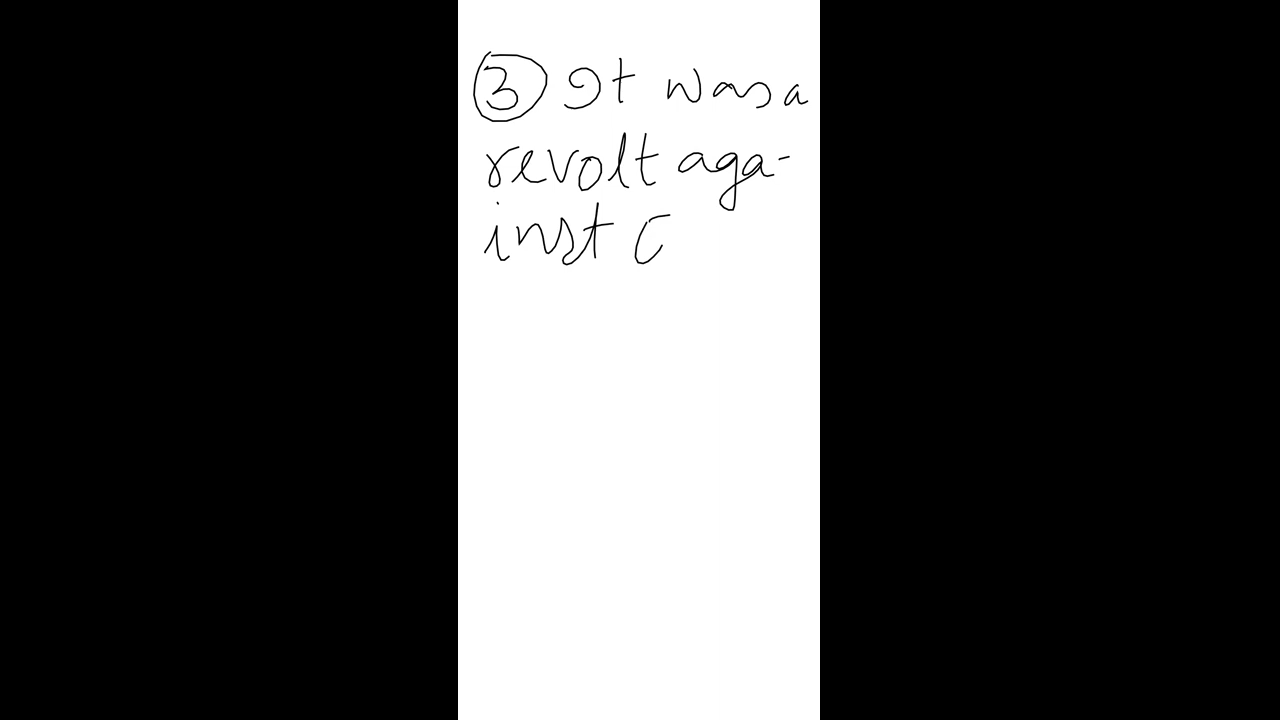 ③ It was a
revolt aga-
inst c